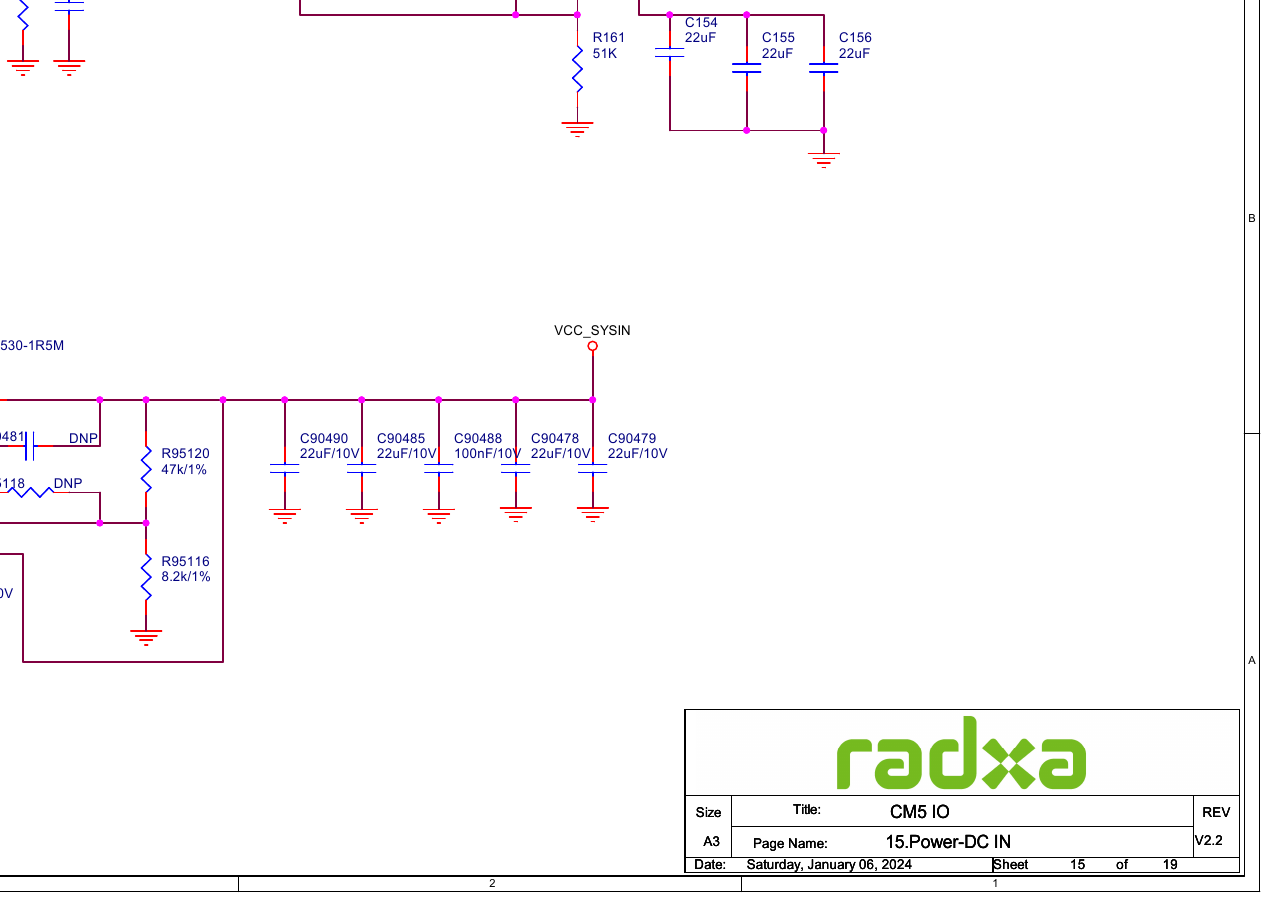 C154
22uF
R161
51K
C155
22uF
C156
22uF
B
VCC_SYSIN
530-1R5M
DNP
C90490
22uF/10V
C90485
22uF/10V
C90488
100nF/10V
C90478
22uF/10V
C90479
22uF/10V
R95120
47k/1%
DNP
R95116
8.2k/1%
0V
A
radxa
Size
Title:
CM5 IO
REV
A3
Page Name:
15.Power-DC IN
V2.2
Date:
Saturday, January 06, 2024
Sheet
15
of
19
2
1